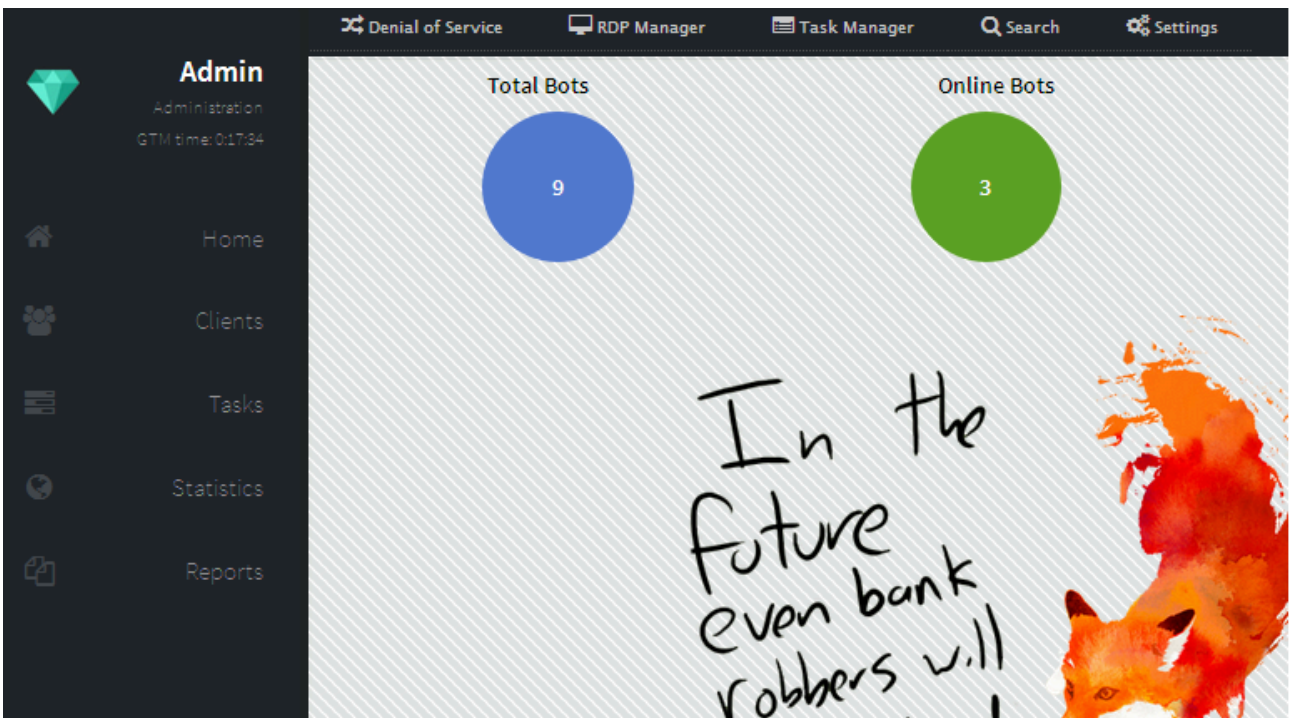 Denial of Service RDP Manager Task Manager Search Settings
Admin
Administration
GTM time: 0:17:34
Home
Clients
Tasks
Statistics
Reports
Total Bots Online Bots
9 3
In the
future
even bank
robbers will